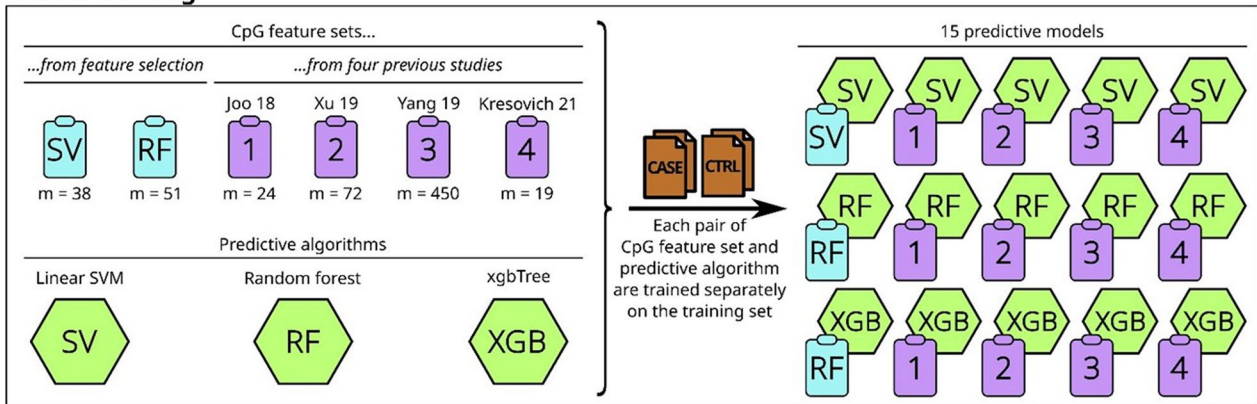 CpG feature sets...
...from feature selection
...from four previous studies
Joo 18
Xu 19
Yang 19
Kresovich 21
SV
RF
1
2
3
4
m = 38
m = 51
m = 24
m = 72
m = 450
m = 19
Predictive algorithms
Linear SVM
Random forest
xgbTree
SV
RF
XGB
CASE
CTRL
Each pair of
CpG feature set and
predictive algorithm
are trained separately
on the training set
15 predictive models
SV
SV
SV
SV
SV
SV
1
2
3
4
RF
RF
RF
RF
RF
RF
1
2
3
4
XGB
XGB
XGB
XGB
XGB
RF
1
2
3
4